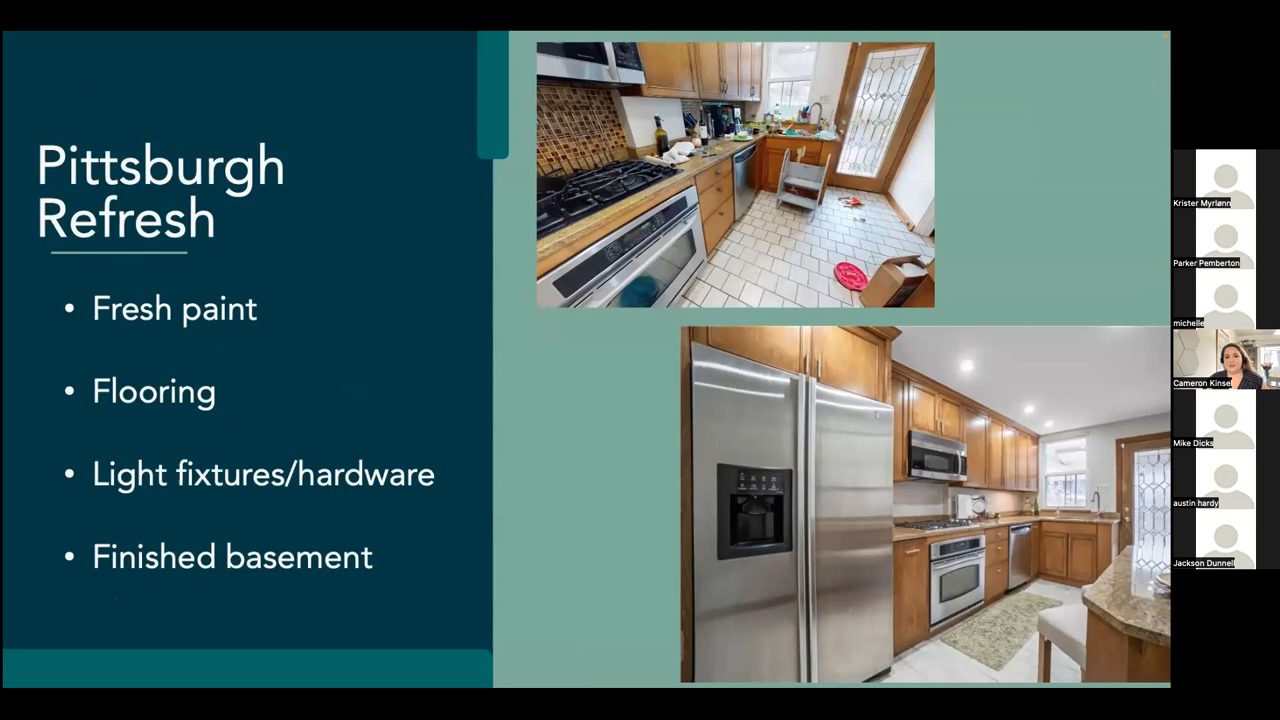 Pittsburgh
Refresh
• Fresh paint
• Flooring
• Light fixtures/hardware
• Finished basement
Krister Myrlønn
Parker Pemberton
michelle
Cameron Kinsel
Mike Dicks
austin hardy
Jackson Dunnell